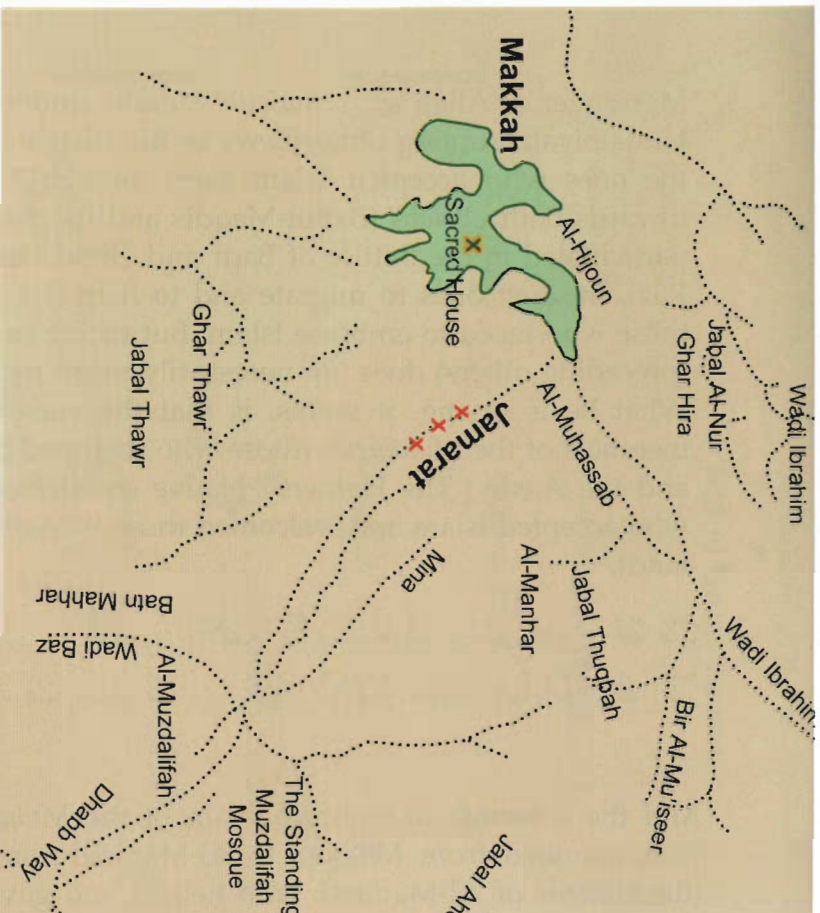 Makkah
Al-Hijoun
Sacred House
Wadi Ibrahim
Jabal Al-Nur
Ghar Hira
Ghar Thawr
Jabal Thawr
Jamarat
Al-Muhassab
Mina
Al-Manhar
Jabal Thuqbah
Wadi Ibrahim
Bir Al-Mu'iseer
Batn Mahhar
Wadi Baz
Al-Muzdalifah
Dhabb Way
The Standing
Muzdalifah
Mosque
Jabal